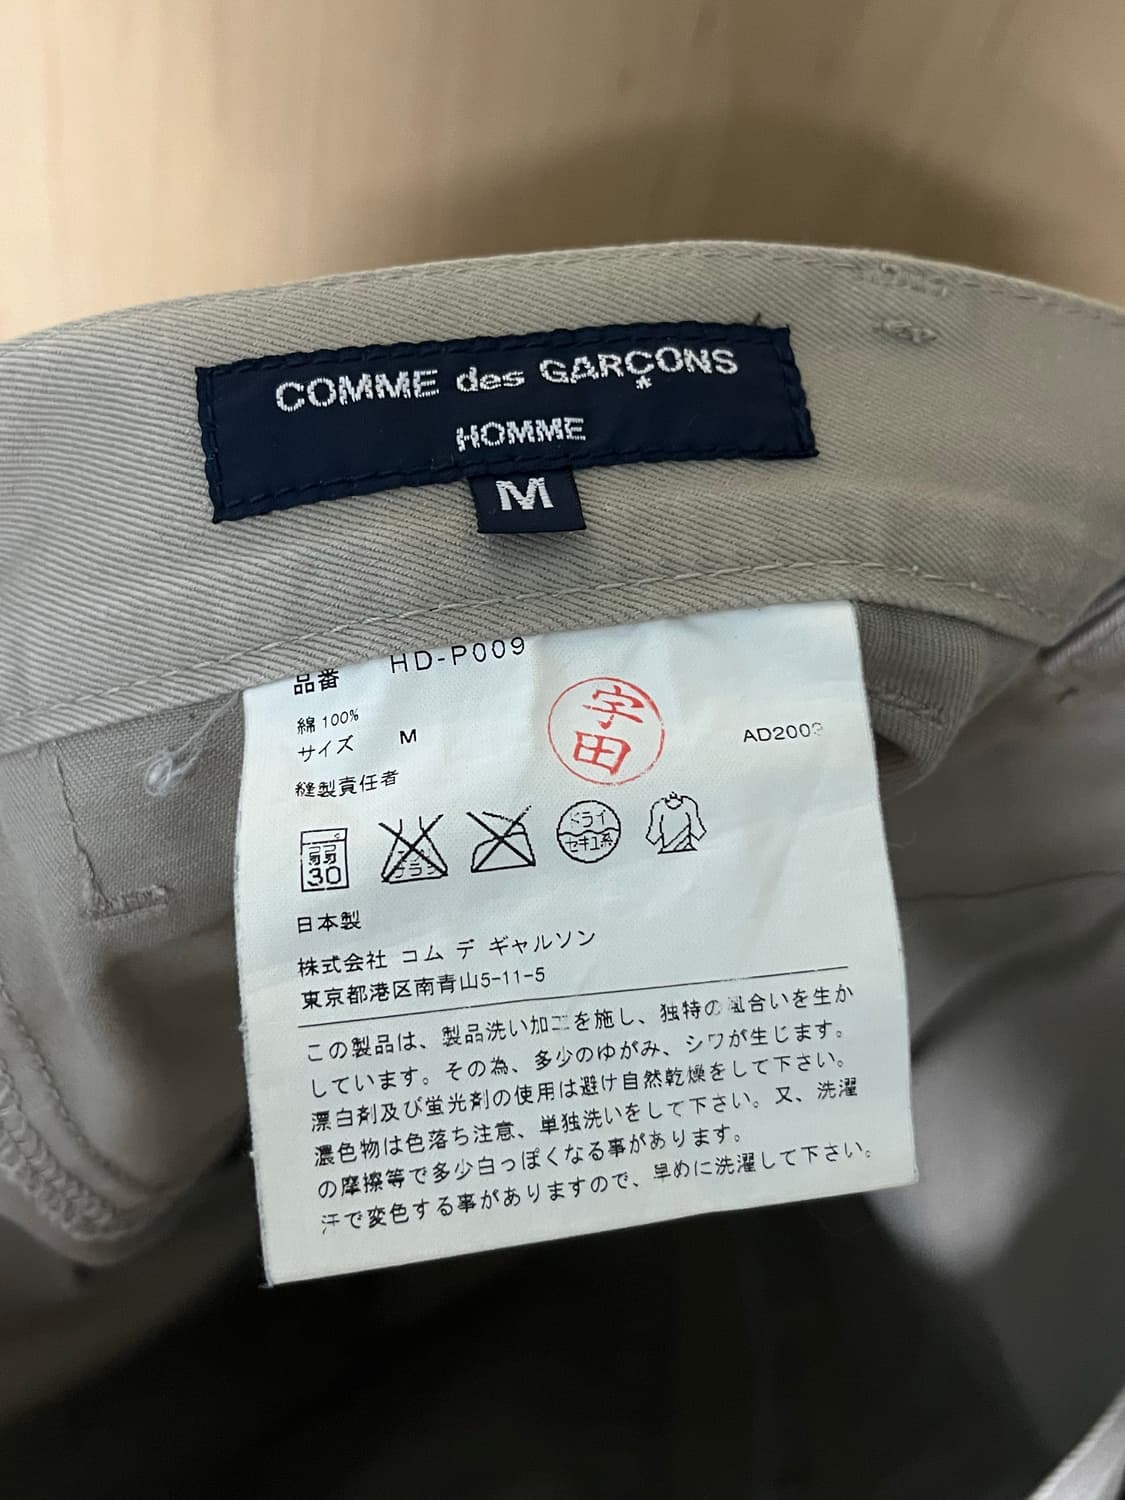 COMME des GARÇONS
*
HOMME
M
品番 HD-P009
綿 100%
サイズ M
宇田
縫製責任者
弱
30
ドライ
セキユ系
日本製
株式会社 コム デ ギャルソン
東京都港区南青山5-11-5
この製品は、製品洗い加工を施し、独特の風合いを生か
しています。その為、多少のゆがみ、シワが生じます。
漂白剤及び蛍光剤の使用は避け自然乾燥をして下さい。
濃色物は色落ち注意、単独洗いをして下さい。又、洗濯
の摩擦等で多少白っぽくなる事があります。
汗で変色する事がありますので、早めに洗濯して下さい。